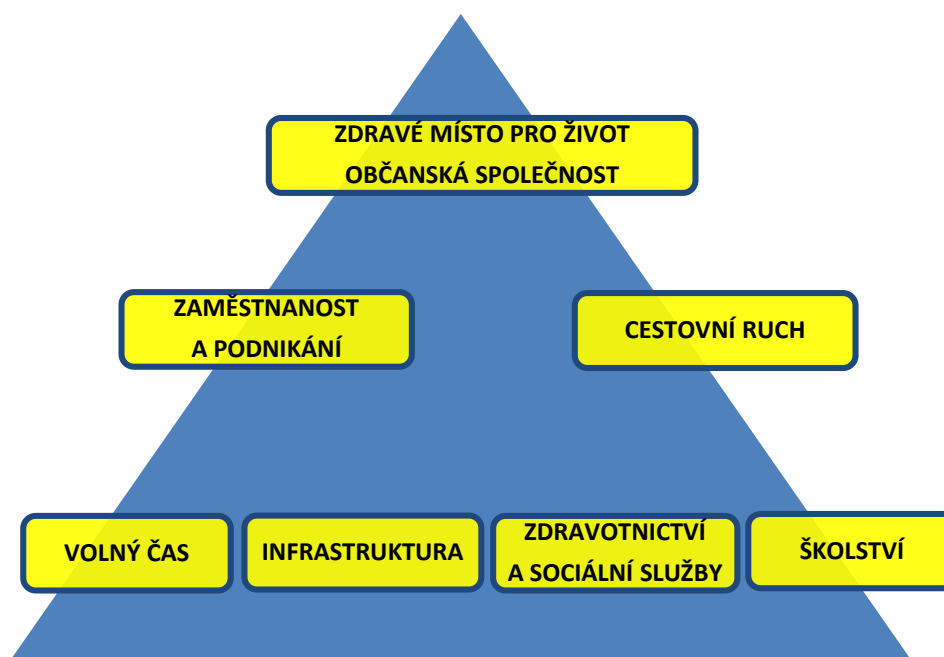 ZDRAVÉ MÍSTO PRO ŽIVOT
OBČANSKÁ SPOLEČNOST
ZAMĚSTNANOST
A PODNIKÁNÍ
CESTOVNÍ RUCH
VOLNÝ ČAS
INFRASTRUKTURA
ZDRAVOTNICTVÍ
A SOCIÁLNÍ SLUŽBY
ŠKOLSTVÍ